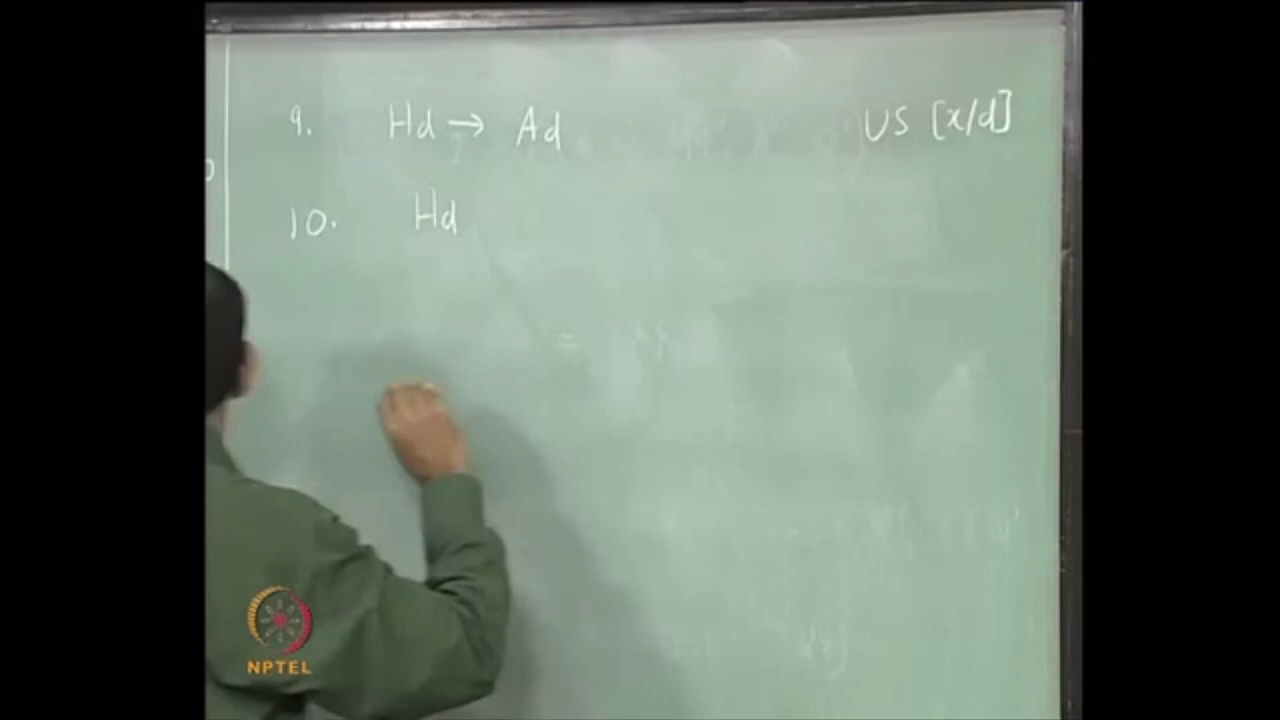 9. Hd → Ad US [x/d]
10. Hd
NPTEL